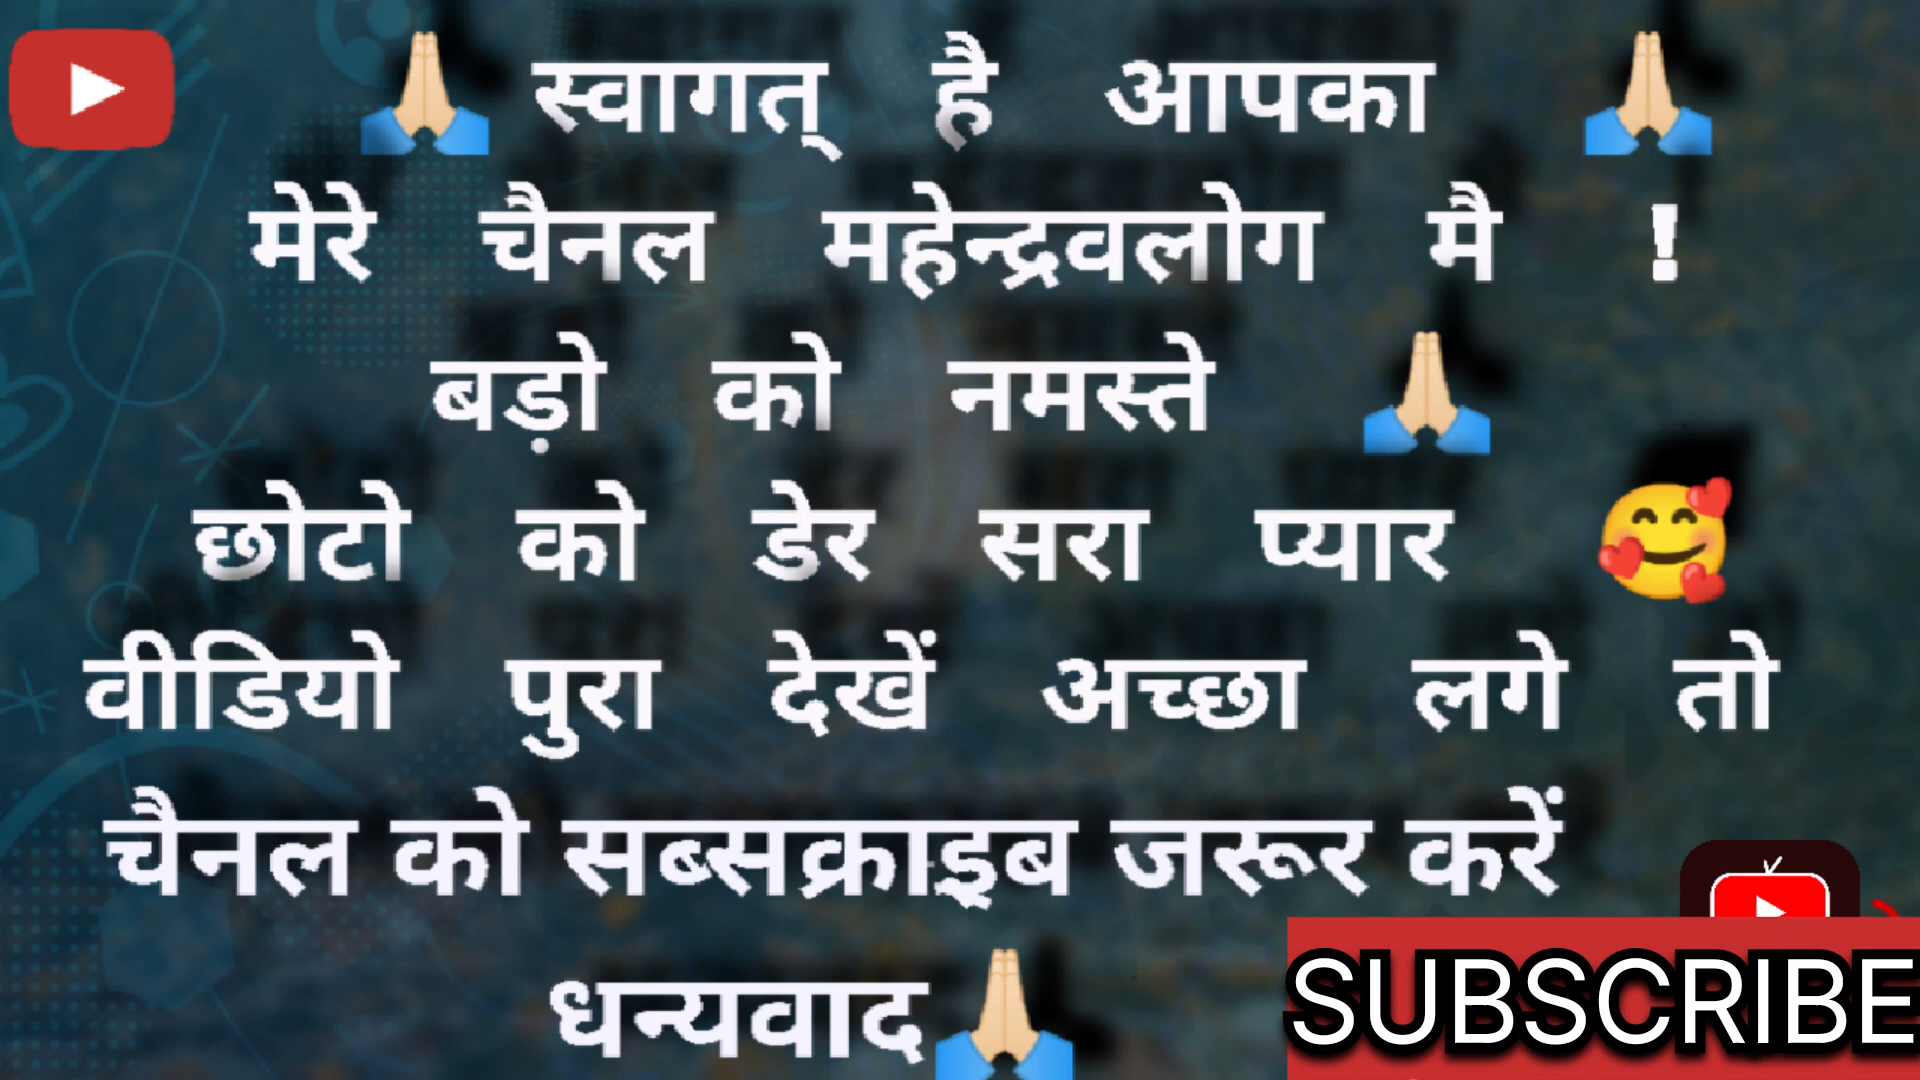 🙏🏻 स्वागत् है आपका 🙏🏻
मेरे चैनल महेन्द्रवलोग मै !
बड़ो को नमस्ते 🙏🏻
छोटो को डेर सरा प्यार 🥰
वीडियो पुरा देखें अच्छा लगे तो
चैनल को सब्सक्राइब जरूर करें
धन्यवाद🙏🏻
SUBSCRIBE